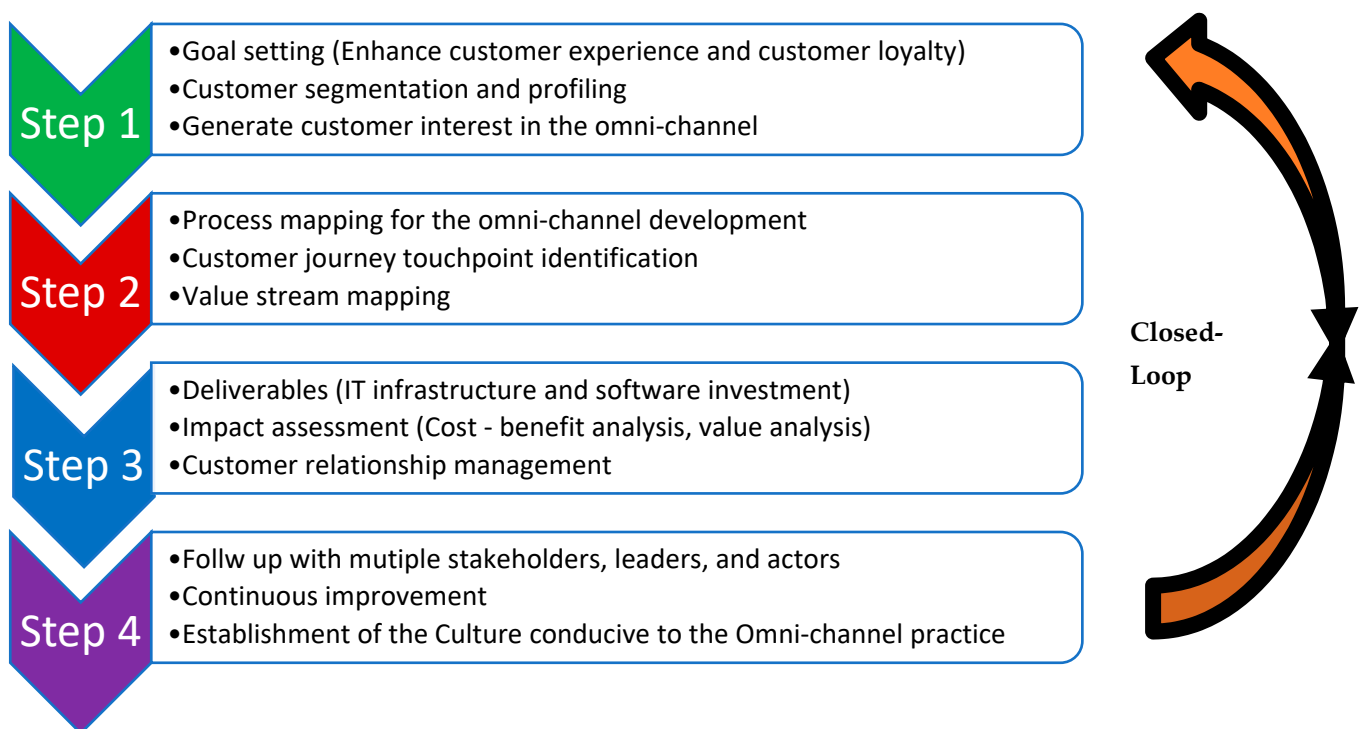 Step 1
•Goal setting (Enhance customer experience and customer loyalty)
•Customer segmentation and profiling
•Generate customer interest in the omni-channel
Step 2
•Process mapping for the omni-channel development
•Customer journey touchpoint identification
•Value stream mapping
Step 3
•Deliverables (IT infrastructure and software investment)
•Impact assessment (Cost - benefit analysis, value analysis)
•Customer relationship management
Step 4
•Follw up with mutiple stakeholders, leaders, and actors
•Continuous improvement
•Establishment of the Culture conducive to the Omni-channel practice
Closed-
Loop